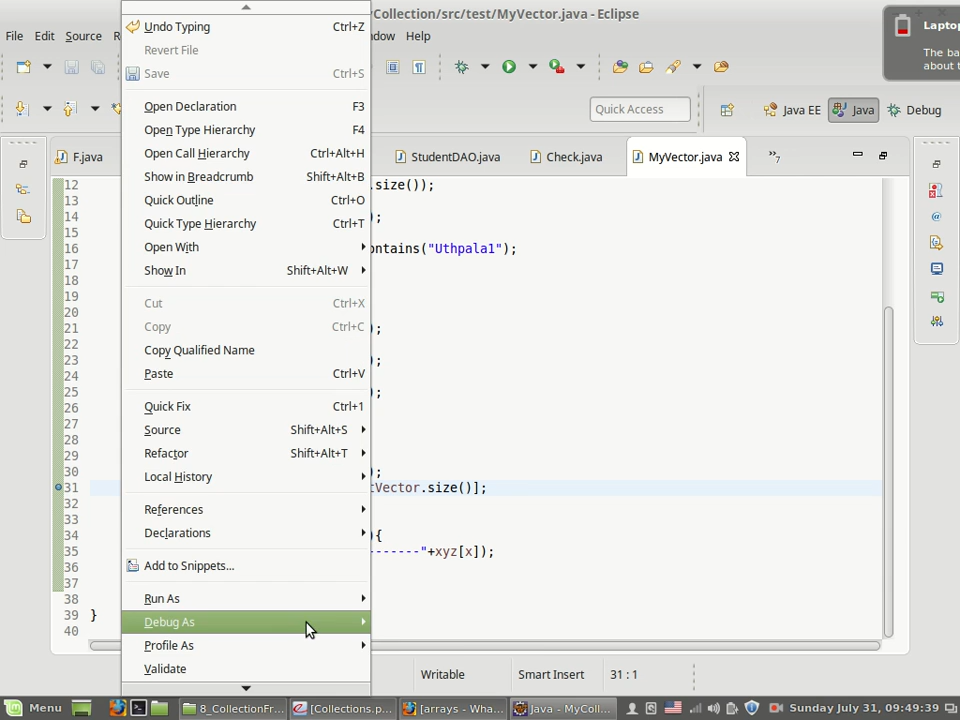 Collection/src/test/MyVector.java - Eclipse
File Edit Source Help
Undo Typing Ctrl+Z
Revert File
Save Ctrl+S
Open Declaration F3
Open Type Hierarchy F4
Open Call Hierarchy Ctrl+Alt+H
Show in Breadcrumb Shift+Alt+B
Quick Outline Ctrl+O
Quick Type Hierarchy Ctrl+T
Open With
Show In Shift+Alt+W
Cut Ctrl+X
Copy Ctrl+C
Copy Qualified Name
Paste Ctrl+V
Quick Fix Ctrl+1
Source Shift+Alt+S
Refactor Shift+Alt+T
Local History
References
Declarations
Add to Snippets...
Run As
Debug As
Profile As
Validate
Laptop
The ba
about t
Quick Access
Java EE Java Debug
F.java StudentDAO.java Check.java MyVector.java 7
12 .size());
13
14 );
15
16 ontains("Uthpala1");
17
18
19
20
21 );
22
23 );
24
25 );
26
27
28
29
30 );
31 tVector.size()];
32
33
34 ){
35 -------"+xyz[x]);
36
37
38
39 }
40
Writable Smart Insert 31 : 1
Menu 8_CollectionFr... [Collections.p... [arrays - Wha... Java - MyColl... Sunday July 31, 09:49:39